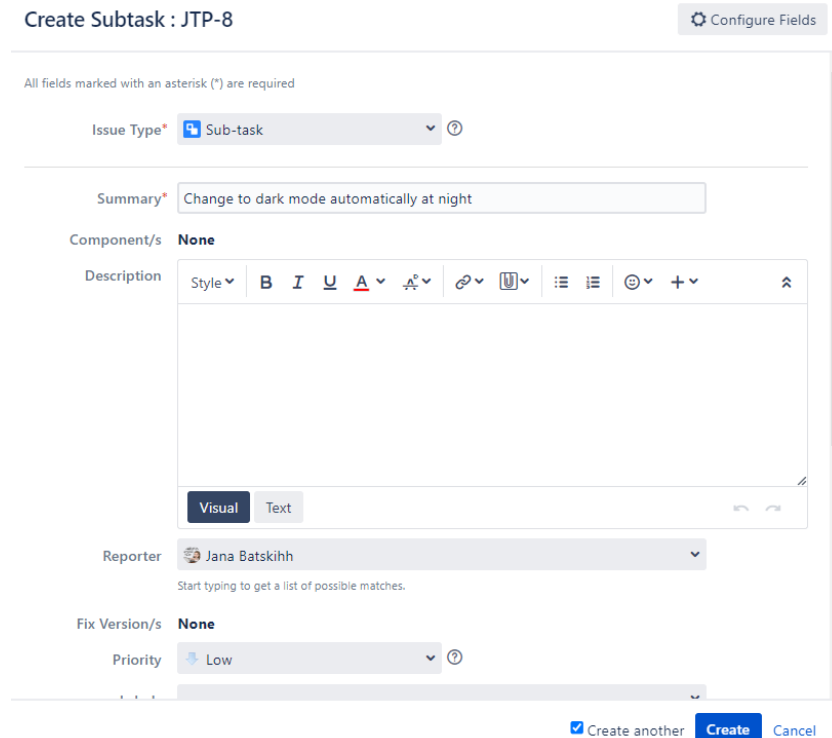 Create Subtask : JTP-8
Configure Fields
All fields marked with an asterisk (*) are required
Issue Type* Sub-task
Summary* Change to dark mode automatically at night
Component/s None
Description
Style B I U A
Visual Text
Reporter Jana Batskihh
Start typing to get a list of possible matches.
Fix Version/s None
Priority Low
Create another Create Cancel